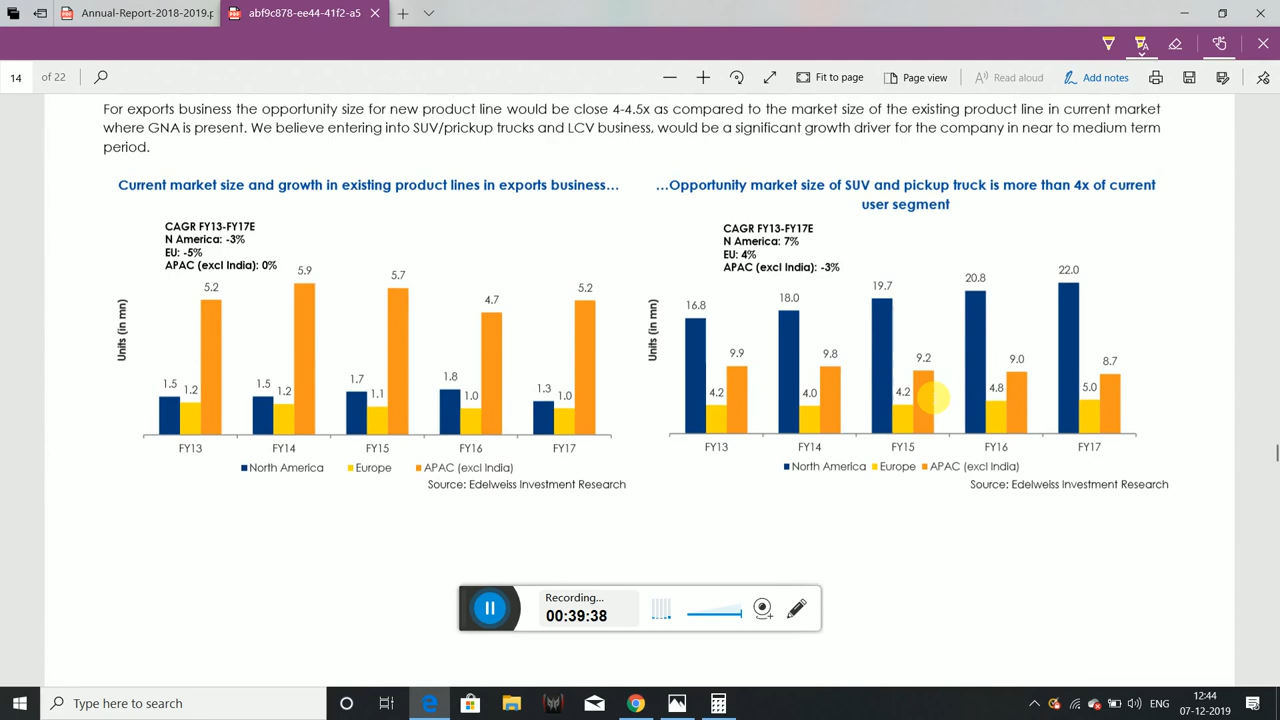 Annual-Report-2018-2019.p
abf9c878-ee44-41f2-a5
14
of 22
Fit to page
Page view
Read aloud
Add notes
For exports business the opportunity size for new product line would be close 4-4.5x as compared to the market size of the existing product line in current market
where GNA is present. We believe entering into SUV/prickup trucks and LCV business, would be a significant growth driver for the company in near to medium term
period.
Current market size and growth in existing product lines in exports business…
CAGR FY13-FY17E
N America: -3%
EU: -5%
APAC (excl India): 0%
Units (in mn)
1.5
1.2
5.2
1.5
1.2
5.9
1.7
1.1
5.7
1.8
1.0
4.7
1.3
1.0
5.2
FY13
FY14
FY15
FY16
FY17
North America
Europe
APAC (excl India)
Source: Edelweiss Investment Research
…Opportunity market size of SUV and pickup truck is more than 4x of current
user segment
CAGR FY13-FY17E
N America: 7%
EU: 4%
APAC (excl India): -3%
Units (in mn)
16.8
4.2
9.9
18.0
4.0
9.8
19.7
4.2
9.2
20.8
4.8
9.0
22.0
5.0
8.7
FY13
FY14
FY15
FY16
FY17
North America
Europe
APAC (excl India)
Source: Edelweiss Investment Research
Recording...
00:39:38
Type here to search
ENG
12:44
07-12-2019